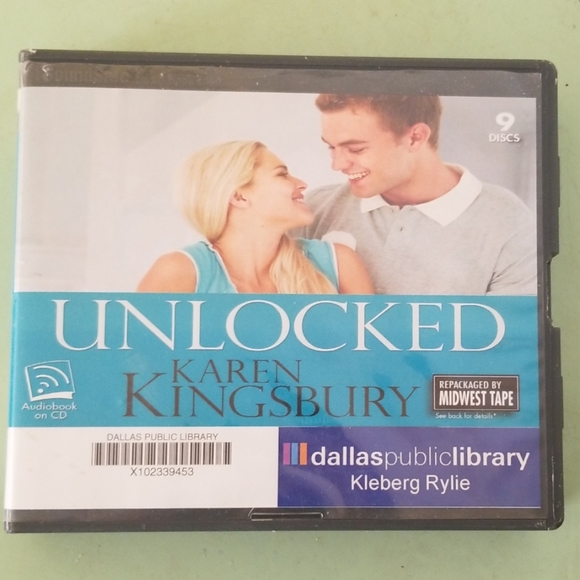 9
DISCS
UNLOCKED
KAREN
KINGSBURY
Audiobook
on CD
REPACKAGED BY
MIDWEST TAPE
See back for details*
DALLAS PUBLIC LIBRARY
X102339453
dallaspubliclibrary
Kleberg Rylie